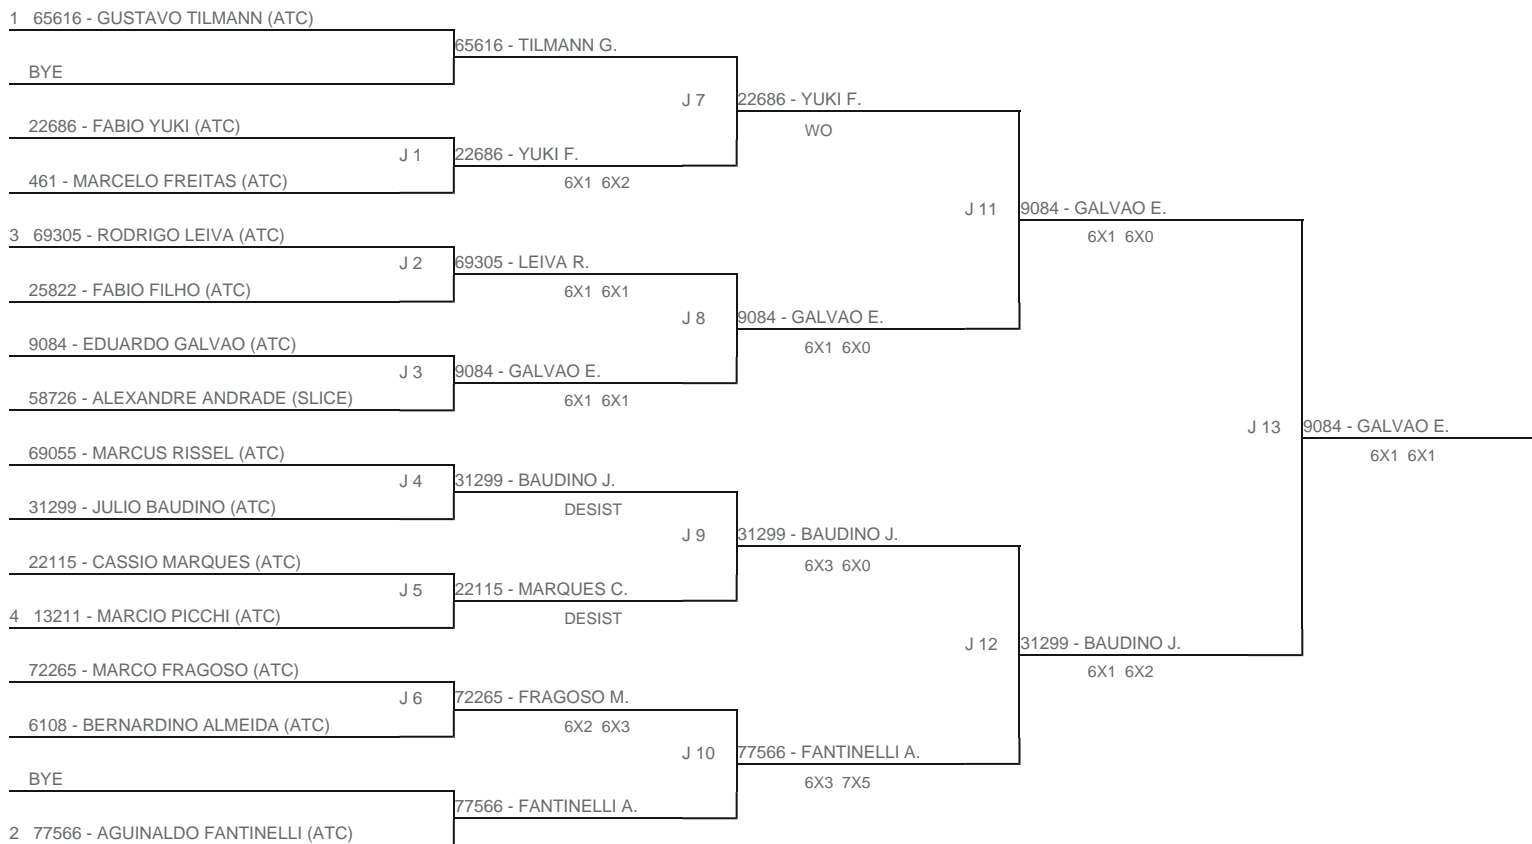 1 65616 - GUSTAVO TILMANN (ATC)
65616 - TILMANN G.
BYE
J 7
22686 - YUKI F.
22686 - FABIO YUKI (ATC)
WO
J 1
22686 - YUKI F.
461 - MARCELO FREITAS (ATC)
6X1 6X2
J 11
9084 - GALVAO E.
3 69305 - RODRIGO LEIVA (ATC)
6X1 6X0
J 2
69305 - LEIVA R.
25822 - FABIO FILHO (ATC)
6X1 6X1
J 8
9084 - GALVAO E.
9084 - EDUARDO GALVAO (ATC)
6X1 6X0
J 3
9084 - GALVAO E.
58726 - ALEXANDRE ANDRADE (SLICE)
6X1 6X1
J 13
9084 - GALVAO E.
69055 - MARCUS RISSEL (ATC)
6X1 6X1
J 4
31299 - BAUDINO J.
31299 - JULIO BAUDINO (ATC)
DESIST
J 9
31299 - BAUDINO J.
22115 - CASSIO MARQUES (ATC)
6X3 6X0
J 5
22115 - MARQUES C.
4 13211 - MARCIO PICCHI (ATC)
DESIST
J 12
31299 - BAUDINO J.
72265 - MARCO FRAGOSO (ATC)
6X1 6X2
J 6
72265 - FRAGOSO M.
6108 - BERNARDINO ALMEIDA (ATC)
6X2 6X3
J 10
77566 - FANTINELLI A.
BYE
6X3 7X5
77566 - FANTINELLI A.
2 77566 - AGUINALDO FANTINELLI (ATC)